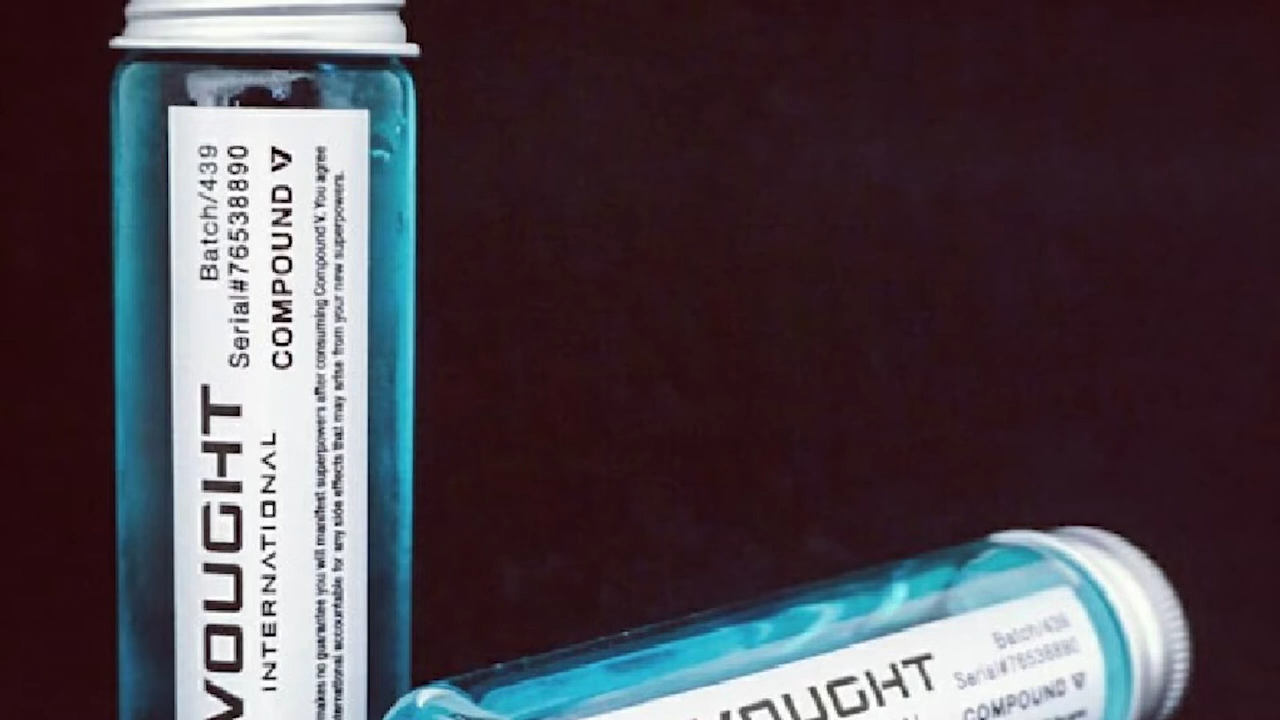 Batch/439
Serial#76538890
VOUGHT
INTERNATIONAL
COMPOUND V
makes no guarantee you will manifest superpowers after consuming Compound V. You agree
ternational accountable for any side effects that may arise from your new superpowers.
Batch/439
Serial#76538890
VOUGHT
COMPOUND V